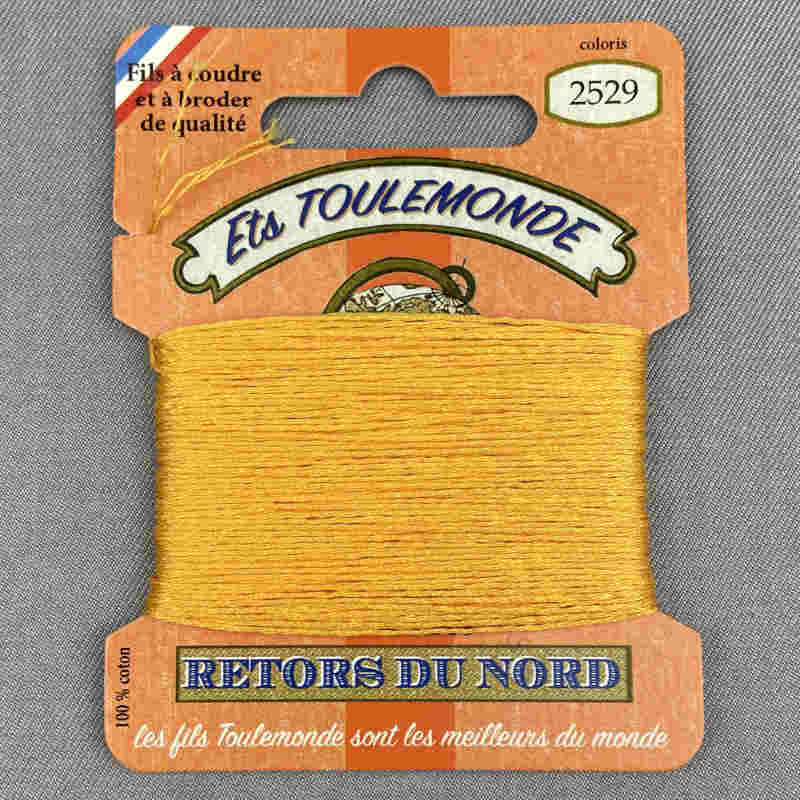 Fils à coudre
et à broder
de qualité
coloris
2529
Ets TOULEMONDE
100 % coton
RETORS DU NORD
les fils Toulemonde sont les meilleurs du monde